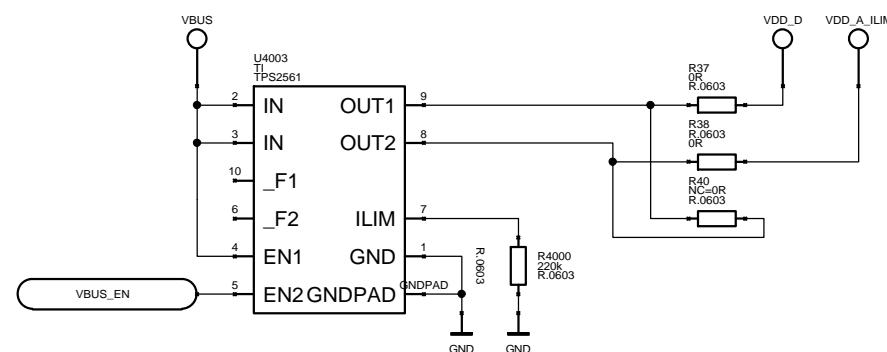 VBUS
VDD_D
VDD_A_ILIM
U4003
TI
TPS2561
R37
0R
R.0603
2
IN
OUT1
9
R38
R.0603
0R
3
IN
OUT2
8
10
_F1
R40
NC=0R
R.0603
6
_F2
ILIM
7
4
EN1
GND
1
R.0603
R4000
220k
R.0603
VBUS_EN
5
EN2
GNDPAD
GNDPAD
GND
GND